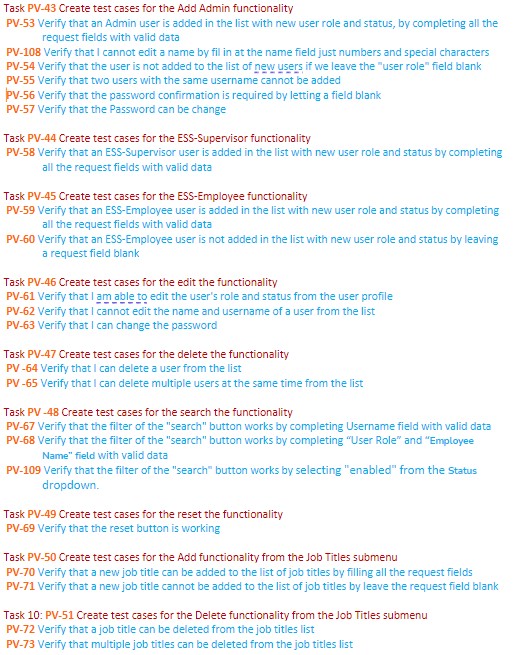 Task PV-43 Create test cases for the Add Admin functionality
PV-53 Verify that an Admin user is added in the list with new user role and status, by completing all the
request fields with valid data
PV-108 Verify that I cannot edit a name by fil in at the name field just numbers and special characters
PV-54 Verify that the user is not added to the list of new users if we leave the "user role" field blank
PV-55 Verify that two users with the same username cannot be added
PV-56 Verify that the password confirmation is required by letting a field blank
PV-57 Verify that the Password can be change
Task PV-44 Create test cases for the ESS-Supervisor functionality
PV-58 Verify that an ESS-Supervisor user is added in the list with new user role and status by completing
all the request fields with valid data
Task PV-45 Create test cases for the ESS-Employee functionality
PV-59 Verify that an ESS-Employee user is added in the list with new user role and status by completing
all the request fields with valid data
PV-60 Verify that an ESS-Employee user is not added in the list with new user role and status by leaving
a request field blank
Task PV-46 Create test cases for the edit the functionality
PV-61 Verify that I am able to edit the user's role and status from the user profile
PV-62 Verify that I cannot edit the name and username of a user from the list
PV-63 Verify that I can change the password
Task PV-47 Create test cases for the delete the functionality
PV -64 Verify that I can delete a user from the list
PV -65 Verify that I can delete multiple users at the same time from the list
Task PV -48 Create test cases for the search the functionality
PV-67 Verify that the filter of the "search" button works by completing Username field with valid data
PV-68 Verify that the filter of the "search" button works by completing “User Role” and “Employee
Name” field with valid data
PV-109 Verify that the filter of the "search" button works by selecting "enabled" from the Status
dropdown.
Task PV-49 Create test cases for the reset the functionality
PV-69 Verify that the reset button is working
Task PV-50 Create test cases for the Add functionality from the Job Titles submenu
PV-70 Verify that a new job title can be added to the list of job titles by filling all the request fields
PV-71 Verify that a new job title cannot be added to the list of job titles by leave the request field blank
Task 10: PV-51 Create test cases for the Delete functionality from the Job Titles submenu
PV-72 Verify that a job title can be deleted from the job titles list
PV-73 Verify that multiple job titles can be deleted from the job titles list